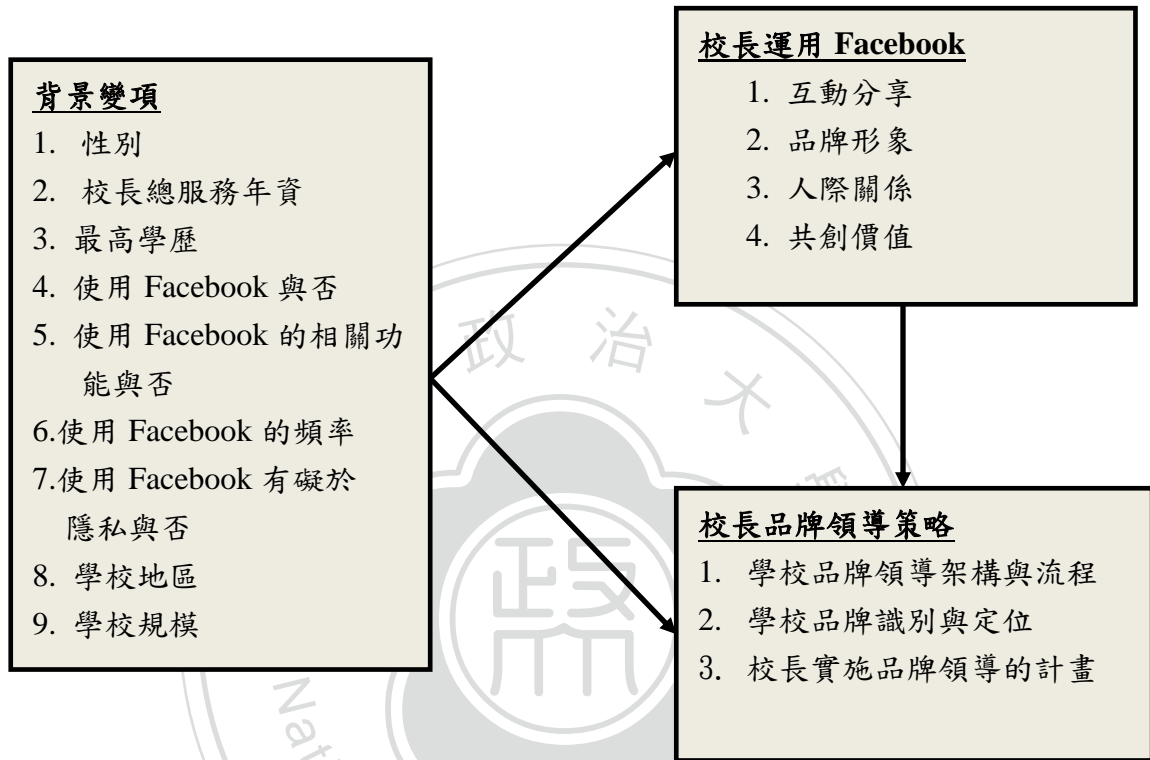 背景變項
1. 性別
2. 校長總服務年資
3. 最高學歷
4. 使用 Facebook 與否
5. 使用 Facebook 的相關功
能與否
6.使用 Facebook 的頻率
7.使用 Facebook 有礙於
隱私與否
8. 學校地區
9. 學校規模
校長運用 Facebook
1. 互動分享
2. 品牌形象
3. 人際關係
4. 共創價值
校長品牌領導策略
1. 學校品牌領導架構與流程
2. 學校品牌識別與定位
3. 校長實施品牌領導的計畫
政 治 大
政
Nat